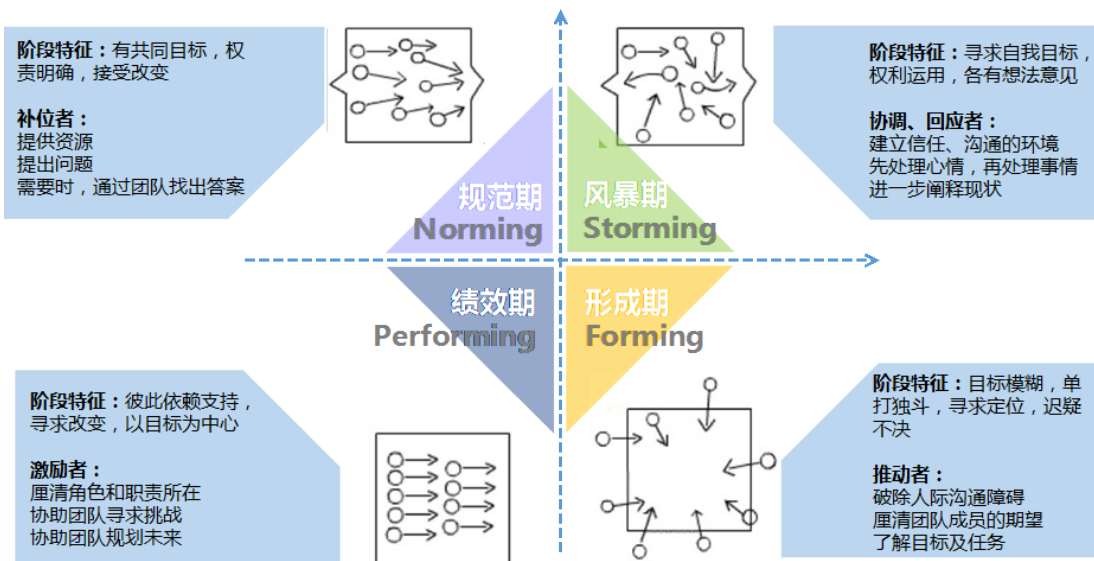 阶段特征：有共同目标，权
责明确，接受改变
补位者：
提供资源
提出问题
需要时，通过团队找出答案
阶段特征：寻求自我目标，
权利运用，各有想法意见
协调、回应者：
建立信任、沟通的环境
先处理心情，再处理事情
进一步阐释现状
规范期
Norming
风暴期
Storming
绩效期
Performing
形成期
Forming
阶段特征：彼此依赖支持，
寻求改变，以目标为中心
激励者：
厘清角色和职责所在
协助团队寻求挑战
协助团队规划未来
阶段特征：目标模糊，单
打独斗，寻求定位，迟疑
不决
推动者：
破除人际沟通障碍
厘清团队成员的期望
了解目标及任务